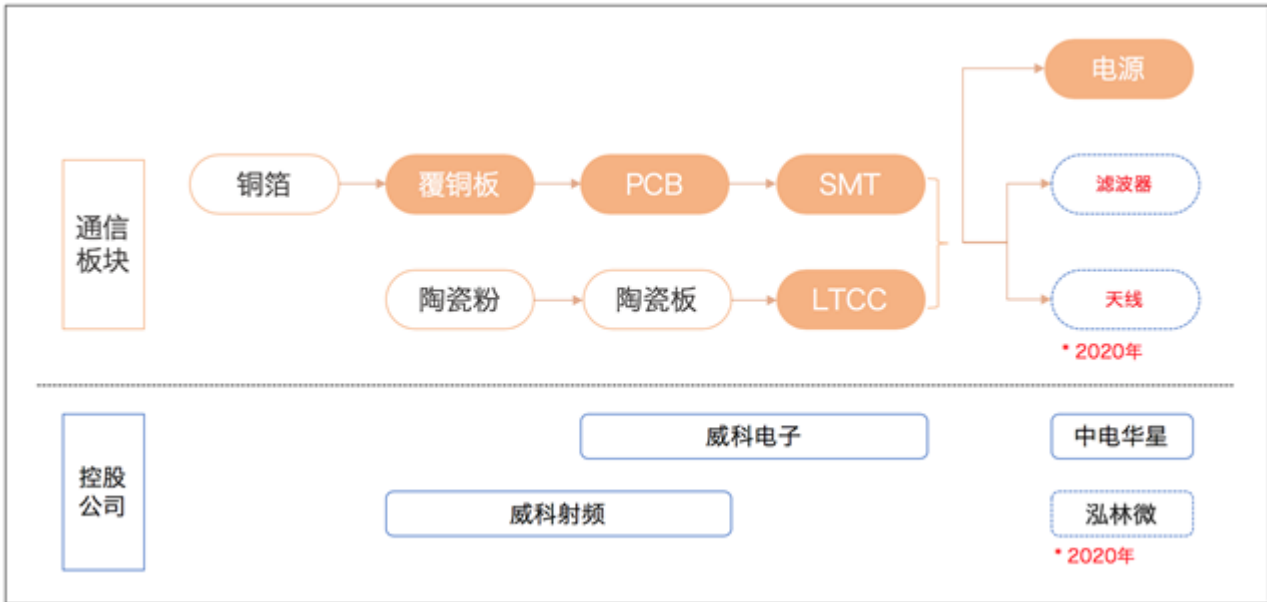 电源
通信
板块
铜箔
覆铜板
PCB
SMT
滤波器
陶瓷粉
陶瓷板
LTCC
天线
* 2020年
控股
公司
威科电子
中电华星
威科射频
泓林微
* 2020年